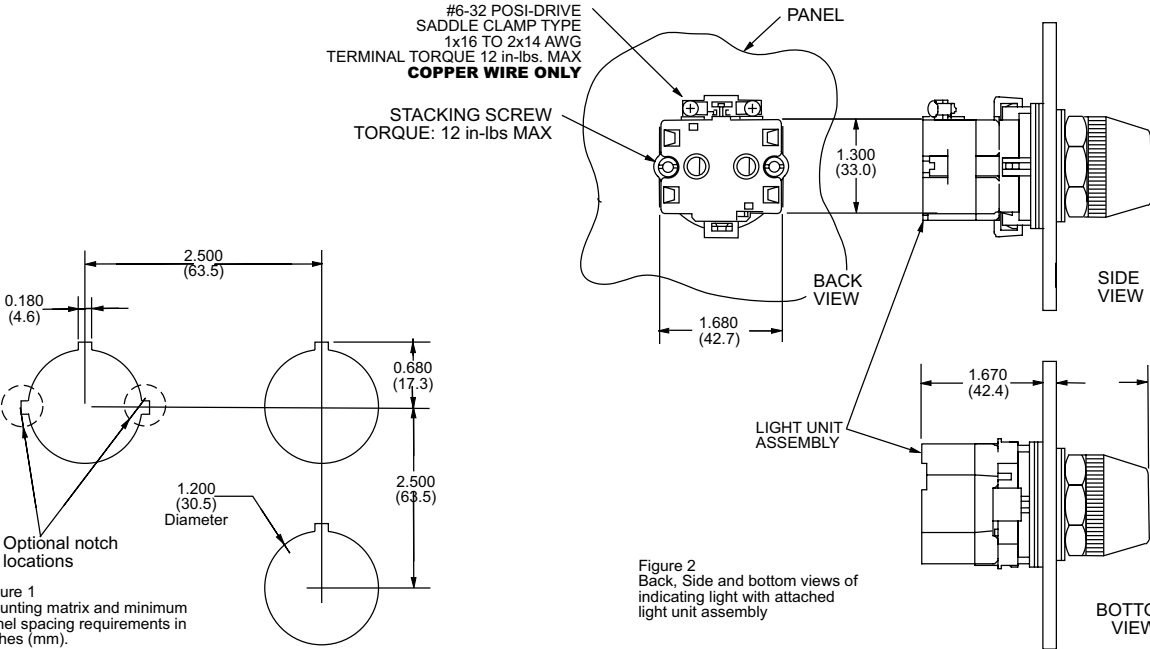 #6-32 POSI-DRIVE
SADDLE CLAMP TYPE
1x16 TO 2x14 AWG
TERMINAL TORQUE 12 in-lbs. MAX
COPPER WIRE ONLY
STACKING SCREW
TORQUE: 12 in-lbs MAX
PANEL
1.300
(33.0)
BACK
VIEW
SIDE
VIEW
1.680
(42.7)
2.500
(63.5)
0.180
(4.6)
0.680
(17.3)
2.500
(63.5)
1.200
(30.5)
Diameter
Optional notch
locations
ure 1
unting matrix and minimum
nel spacing requirements in
hes (mm).
1.670
(42.4)
LIGHT UNIT
ASSEMBLY
Figure 2
Back, Side and bottom views of
indicating light with attached
light unit assembly
BOTTO
VIEW